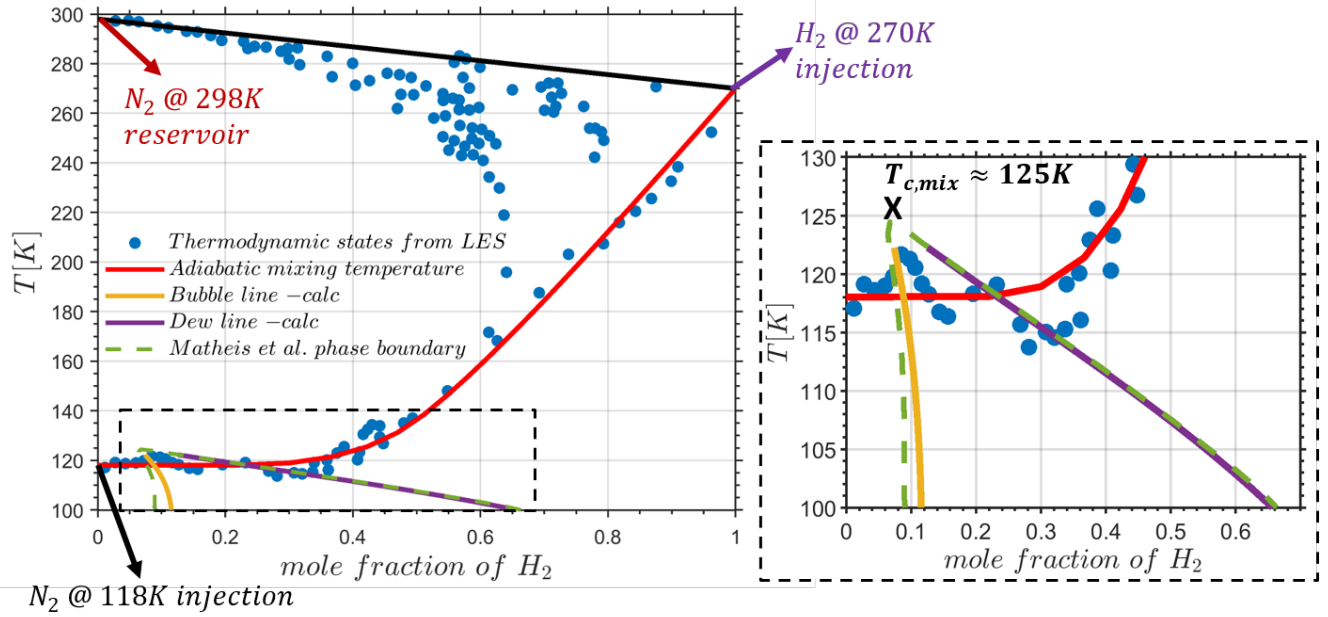 300
280
260
240
220
200
180
160
140
120
100
T [K]
0
0.2
0.4
0.6
0.8
1
mole fraction of H₂
N₂ @ 298K
reservoir
H₂ @ 270K
injection
Thermodynamic states from LES
Adiabatic mixing temperature
Bubble line −calc
Dew line −calc
Matheis et al. phase boundary
N₂ @ 118K injection
130
125
120
115
110
105
100
T [K]
T_{c,mix} ≈ 125K
X
0
0.1
0.2
0.3
0.4
0.5
0.6
mole fraction of H₂